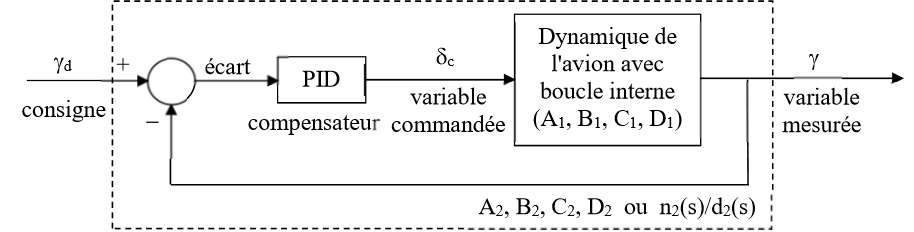 γd
+
−
consigne
écart
PID
compensateur
δc
variable
commandée
Dynamique de
l'avion avec
boucle interne
(A1, B1, C1, D1)
γ
variable
mesurée
A2, B2, C2, D2 ou n2(s)/d2(s)